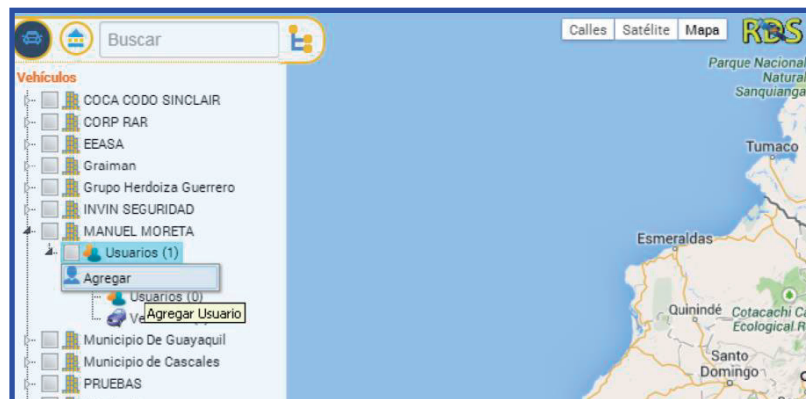 Buscar
Calles Satélite Mapa
RDS
Vehículos
COCA CODO SINCLAIR
CORP RAR
EEASA
Graiman
Grupo Herdoiza Guerrero
INVIN SEGURIDAD
MANUEL MORETA
Usuarios (1)
Agregar
Usuarios (0)
Agregar Usuario
Municipio De Guayaquil
Municipio de Cascales
PRUEBAS
Parque Nacional
Natural
Sanquianga
Tumaco
Esmeraldas
Quinindé
Cotacachi
Ecological
Santo
Domingo